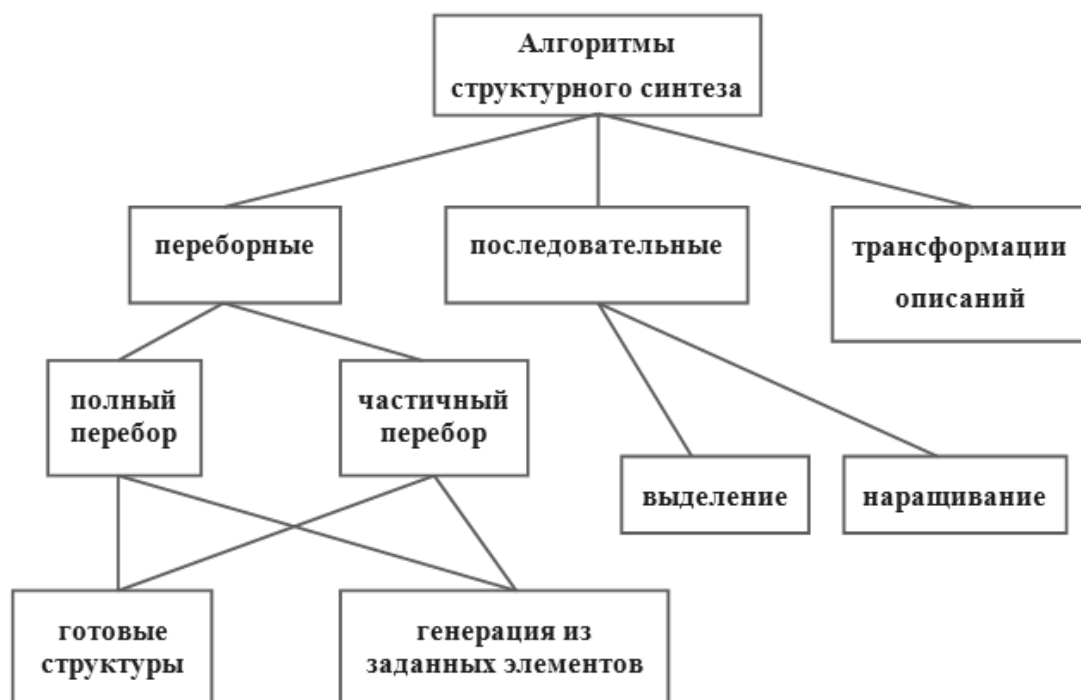 Алгоритмы
структурного синтеза
переборные
последовательные
трансформации
описаний
полный
перебор
частичный
перебор
выделение
наращивание
готовые
структуры
генерация из
заданных элементов